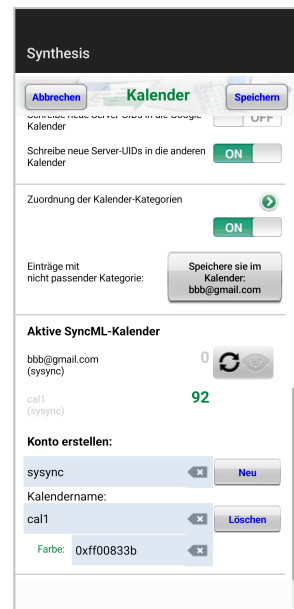 Synthesis
Abbrechen Kalender Speichern
Schreibe neue Server-UIDs in die Google
Kalender OFF
Schreibe neue Server-UIDs in die anderen
Kalender ON
Zuordnung der Kalender-Kategorien
ON
Einträge mit
nicht passender Kategorie:
Speichere sie im
Kalender:
bbb@gmail.com
Aktive SyncML-Kalender
bbb@gmail.com 0
(sysync)
cal1 92
(sysync)
Konto erstellen:
sysync Neu
Kalendername:
cal1 Löschen
Farbe: 0xff00833b